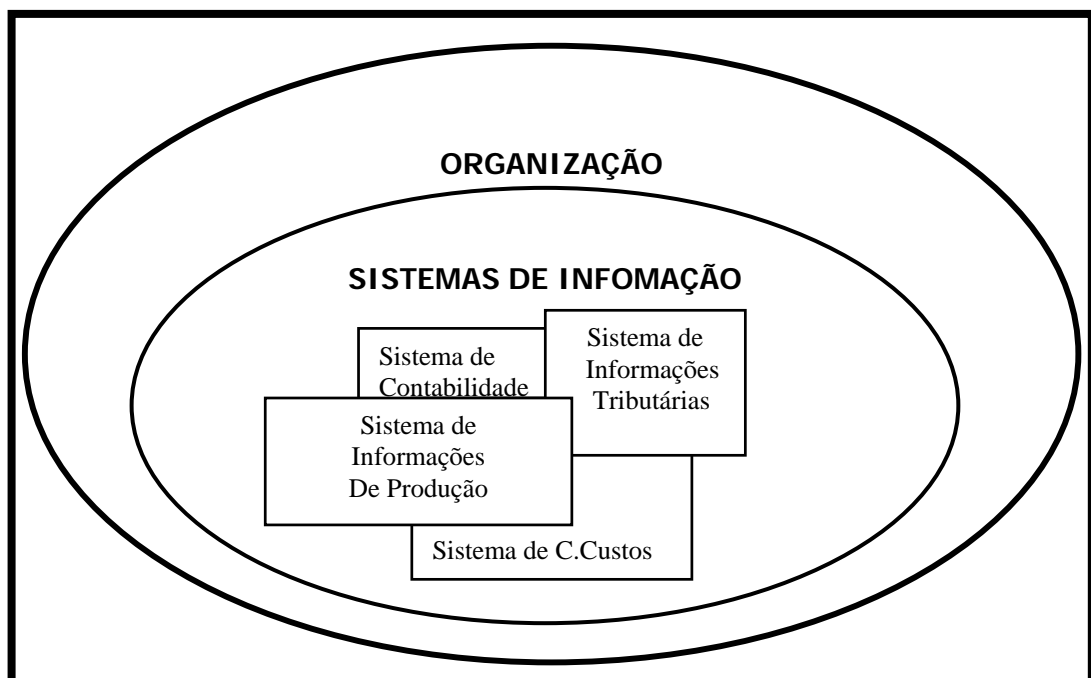 ORGANIZAÇÃO
SISTEMAS DE INFOMAÇÃO
Sistema de
Contabilidade
Sistema de
Informações
Tributárias
Sistema de
Informações
De Produção
Sistema de C.Custos